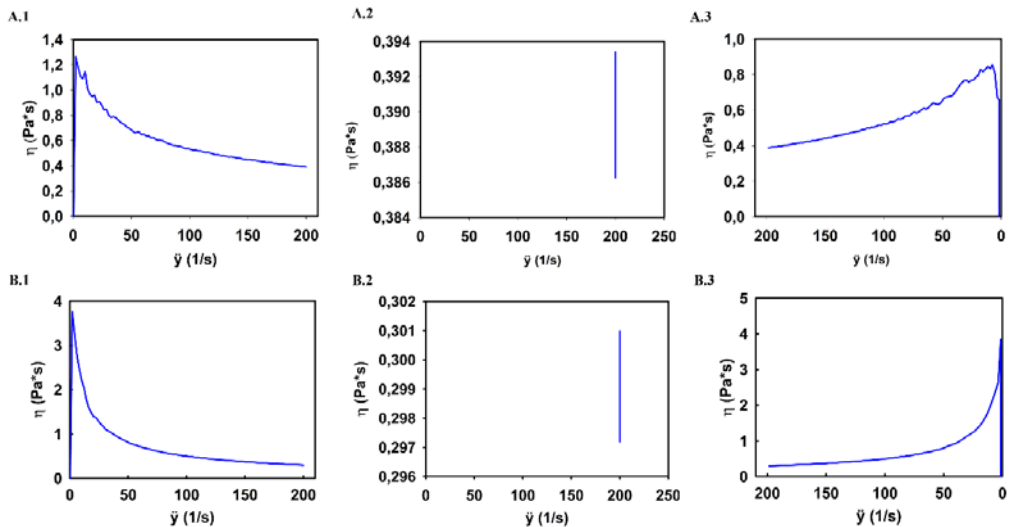 A.1
A.2
A.3
1,4
1,2
1,0
0,8
0,6
0,4
0,2
0,0
η (Pa*s)
0 50 100 150 200
ÿ (1/s)
0,394
0,392
0,390
0,388
0,386
0,384
η (Pa*s)
0 50 100 150 200 250
ÿ (1/s)
1,0
0,8
0,6
0,4
0,2
0,0
η (Pa*s)
200 150 100 50 0
ÿ (1/s)
B.1
B.2
B.3
4
3
2
1
0
η (Pa*s)
0 50 100 150 200
ÿ (1/s)
0,302
0,301
0,300
0,299
0,298
0,297
0,296
η (Pa*s)
0 50 100 150 200 250
ÿ (1/s)
5
4
3
2
1
0
η (Pa*s)
200 150 100 50 0
ÿ (1/s)